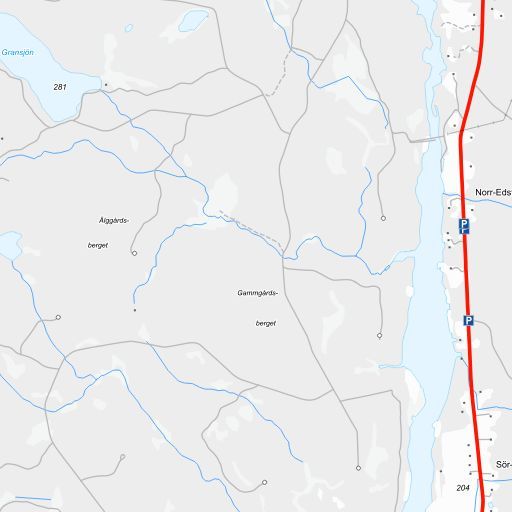 Gransjön
281
Norr-Eds
Älggårds-
berget
P
Gammgårds-
berget
P
Sör-
204